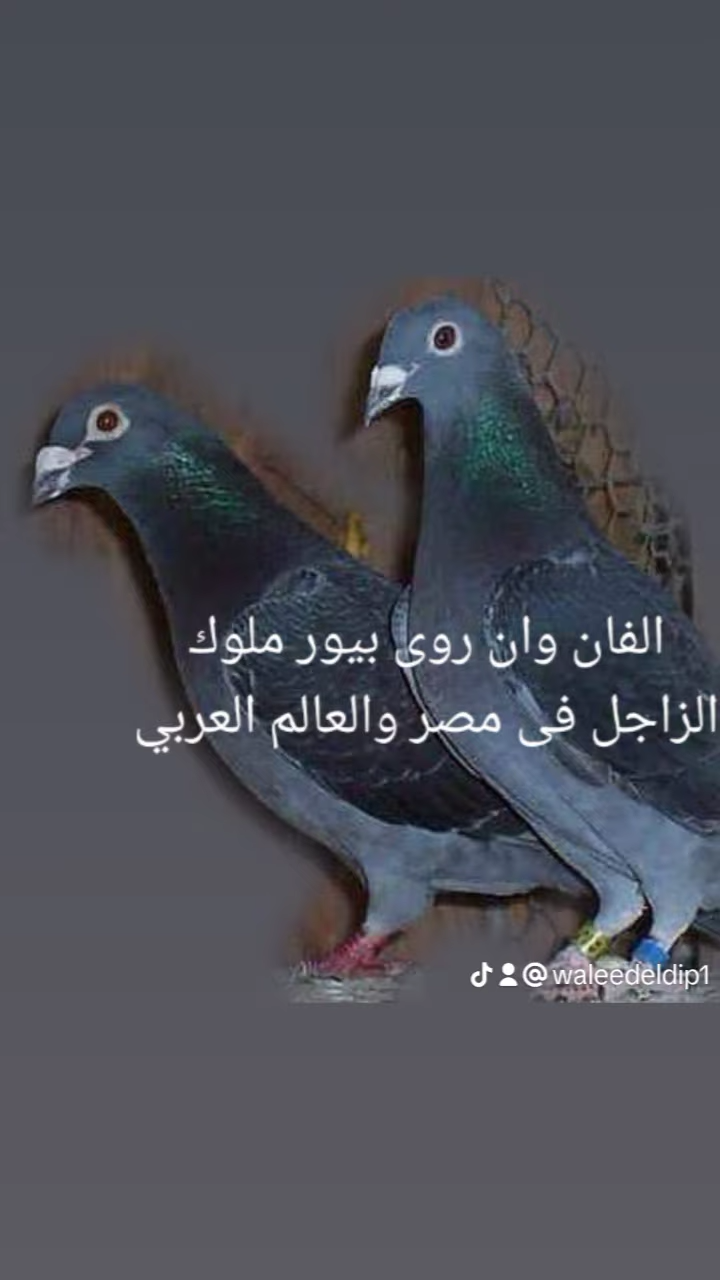 الفان وان روى بيور ملوك
الزاجل فى مصر والعالم العربي
@waleedeldip1